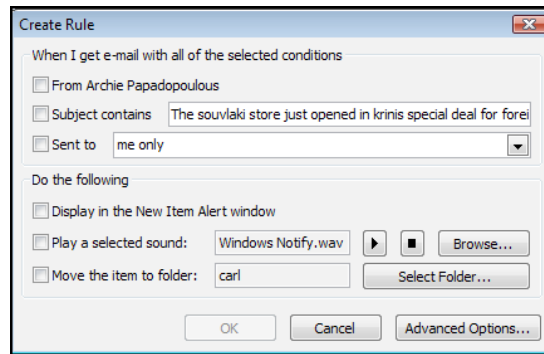 Create Rule
When I get e-mail with all of the selected conditions
From Archie Papadopoulous
Subject contains The souvlaki store just opened in krinis special deal for forei
Sent to me only
Do the following
Display in the New Item Alert window
Play a selected sound: Windows Notify.wav Browse...
Move the item to folder: carl Select Folder...
OK Cancel Advanced Options...